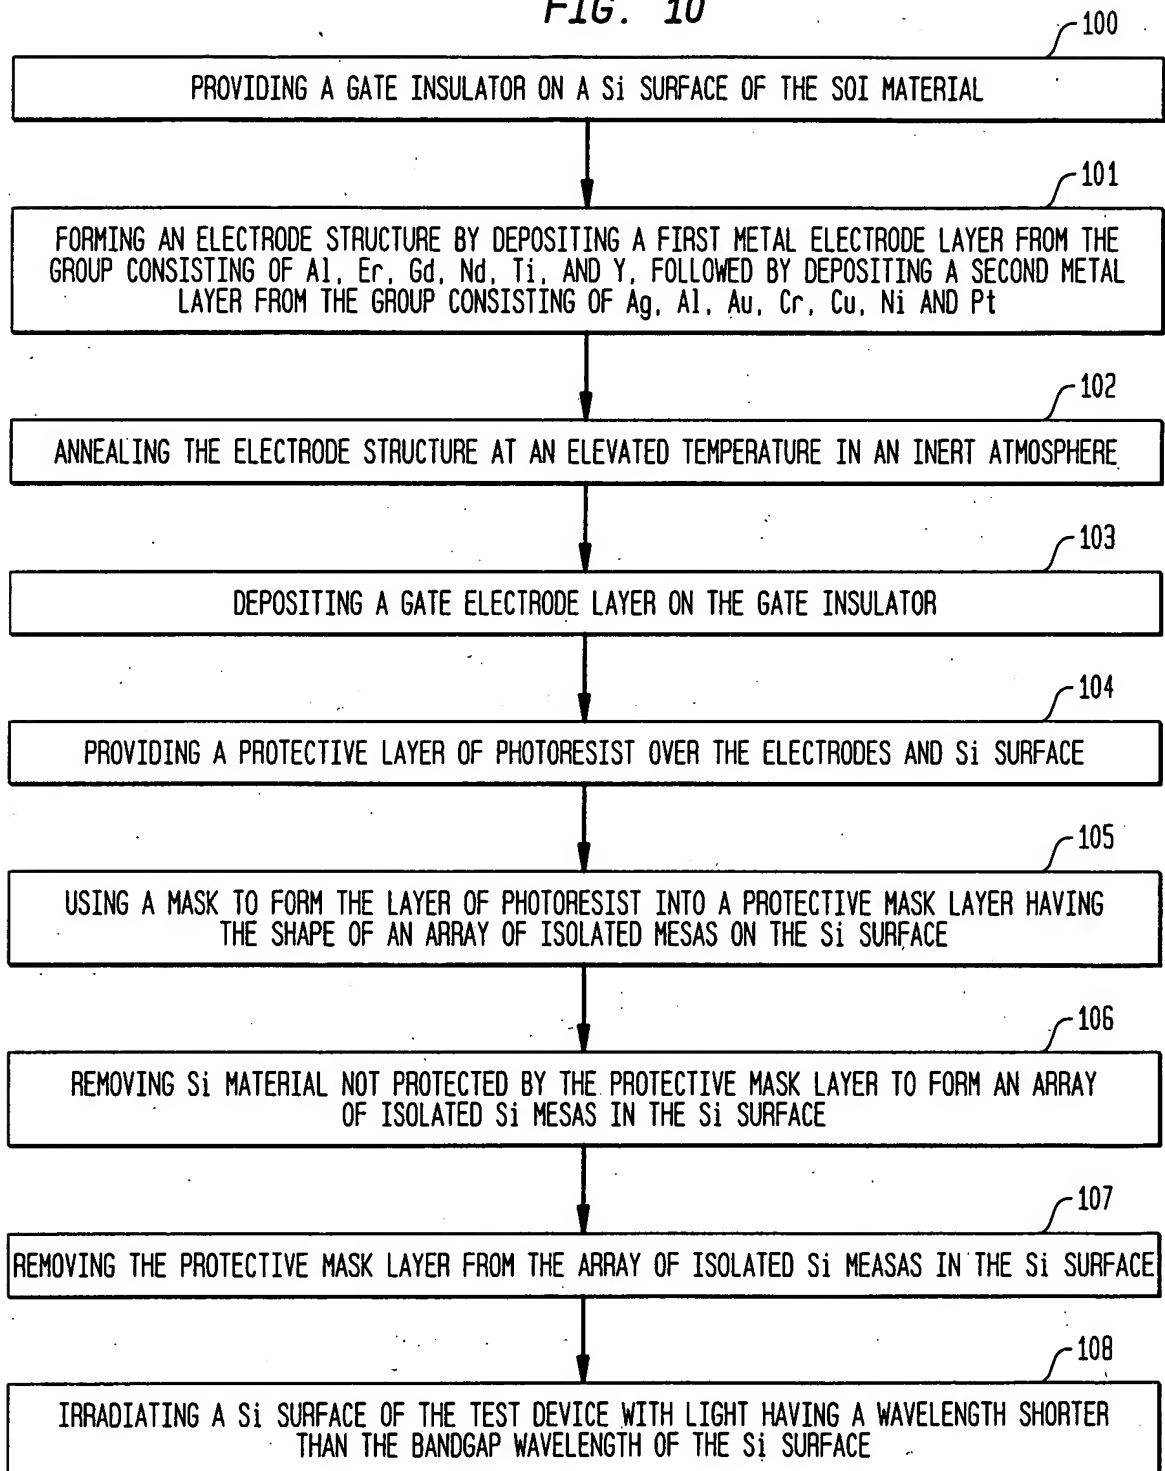 FIG. 10
100
PROVIDING A GATE INSULATOR ON A Si SURFACE OF THE SOI MATERIAL
101
FORMING AN ELECTRODE STRUCTURE BY DEPOSITING A FIRST METAL ELECTRODE LAYER FROM THE
GROUP CONSISTING OF Al, Er, Gd, Nd, Ti, AND Y, FOLLOWED BY DEPOSITING A SECOND METAL
LAYER FROM THE GROUP CONSISTING OF Ag, Al, Au, Cr, Cu, Ni AND Pt
102
ANNEALING THE ELECTRODE STRUCTURE AT AN ELEVATED TEMPERATURE IN AN INERT ATMOSPHERE
103
DEPOSITING A GATE ELECTRODE LAYER ON THE GATE INSULATOR
104
PROVIDING A PROTECTIVE LAYER OF PHOTORESIST OVER THE ELECTRODES AND Si SURFACE
105
USING A MASK TO FORM THE LAYER OF PHOTORESIST INTO A PROTECTIVE MASK LAYER HAVING
THE SHAPE OF AN ARRAY OF ISOLATED MESAS ON THE Si SURFACE
106
REMOVING Si MATERIAL NOT PROTECTED BY THE PROTECTIVE MASK LAYER TO FORM AN ARRAY
OF ISOLATED Si MESAS IN THE Si SURFACE
107
REMOVING THE PROTECTIVE MASK LAYER FROM THE ARRAY OF ISOLATED Si MEASAS IN THE Si SURFACE
108
IRRADIATING A Si SURFACE OF THE TEST DEVICE WITH LIGHT HAVING A WAVELENGTH SHORTER
THAN THE BANDGAP WAVELENGTH OF THE Si SURFACE